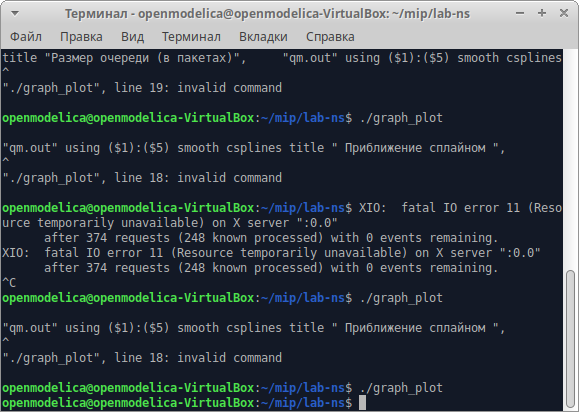 Терминал - openmodelica@openmodelica-VirtualBox: ~/mip/lab-ns
Файл Правка Вид Терминал Вкладки Справка
title "Размер очереди (в пакетах)",     "qm.out" using ($1):($5) smooth csplines
^
"./graph_plot", line 19: invalid command
openmodelica@openmodelica-VirtualBox:~/mip/lab-ns$ ./graph_plot
"qm.out" using ($1):($5) smooth csplines title " Приближение сплайном ",
^
"./graph_plot", line 18: invalid command
openmodelica@openmodelica-VirtualBox:~/mip/lab-ns$ XIO:  fatal IO error 11 (Reso
urce temporarily unavailable) on X server ":0.0"
      after 374 requests (248 known processed) with 0 events remaining.
XIO:  fatal IO error 11 (Resource temporarily unavailable) on X server ":0.0"
      after 374 requests (248 known processed) with 0 events remaining.
^C
openmodelica@openmodelica-VirtualBox:~/mip/lab-ns$ ./graph_plot
"qm.out" using ($1):($5) smooth csplines title " Приближение сплайном ",
^
"./graph_plot", line 18: invalid command
openmodelica@openmodelica-VirtualBox:~/mip/lab-ns$ ./graph_plot
openmodelica@openmodelica-VirtualBox:~/mip/lab-ns$